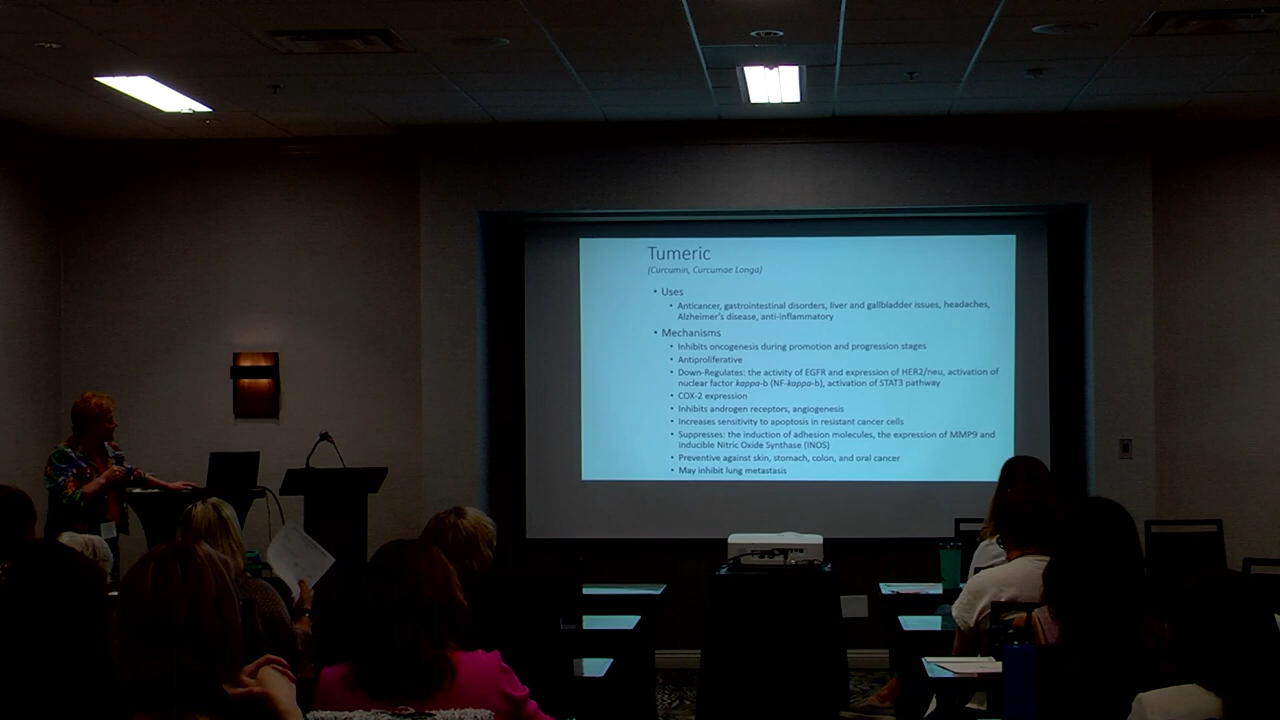 Tumeric
(Curcumin, Curcumae Longa)
• Uses
• Anticancer, gastrointestinal disorders, liver and gallbladder issues, headaches,
Alzheimer's disease, anti-inflammatory
• Mechanisms
• Inhibits oncogenesis during promotion and progression stages
• Antiproliferative
• Down-Regulates: the activity of EGFR and expression of HER2/neu, activation of
nuclear factor kappa-b (NF-kappa-b), activation of STAT3 pathway
• COX-2 expression
• Inhibits androgen receptors, angiogenesis
• Increases sensitivity to apoptosis in resistant cancer cells
• Suppresses: the induction of adhesion molecules, the expression of MMP9 and
inducible Nitric Oxide Synthase (INOS)
• Preventive against skin, stomach, colon, and oral cancer
• May inhibit lung metastasis